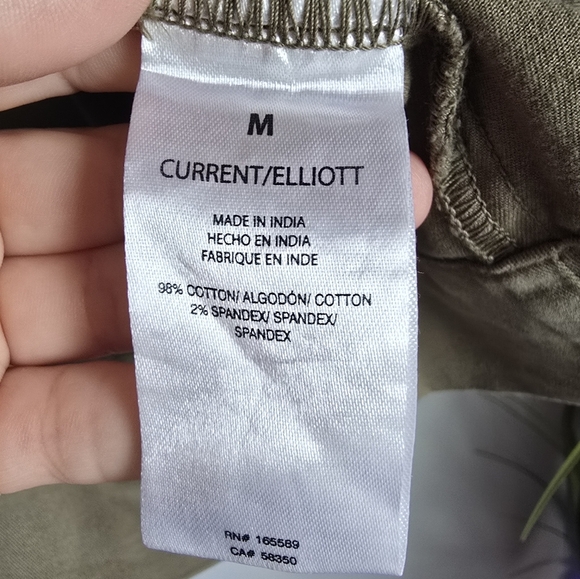 M
CURRENT/ELLIOTT
MADE IN INDIA
HECHO EN INDIA
FABRIQUE EN INDE
98% COTTON/ ALGODÓN/ COTTON
2% SPANDEX/ SPANDEX/
SPANDEX
RN# 165589
CA# 58350